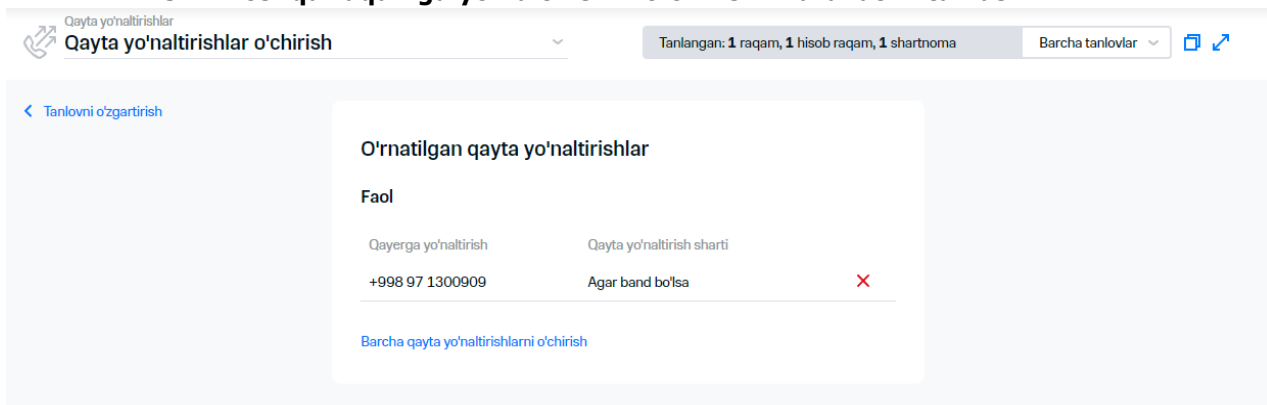 Qayta yo'naltirishlar
Qayta yo'naltirishlar o'chirish
Tanlangan: 1 raqam, 1 hisob raqam, 1 shartnoma
Barcha tanlovlar
Tanlovni o'zgartirish
O'rnatilgan qayta yo'naltirishlar
Faol
Qayerga yo'naltirish Qayta yo'naltirish sharti
+998 97 1300909 Agar band bo'lsa
Barcha qayta yo'naltirishlarni o'chirish